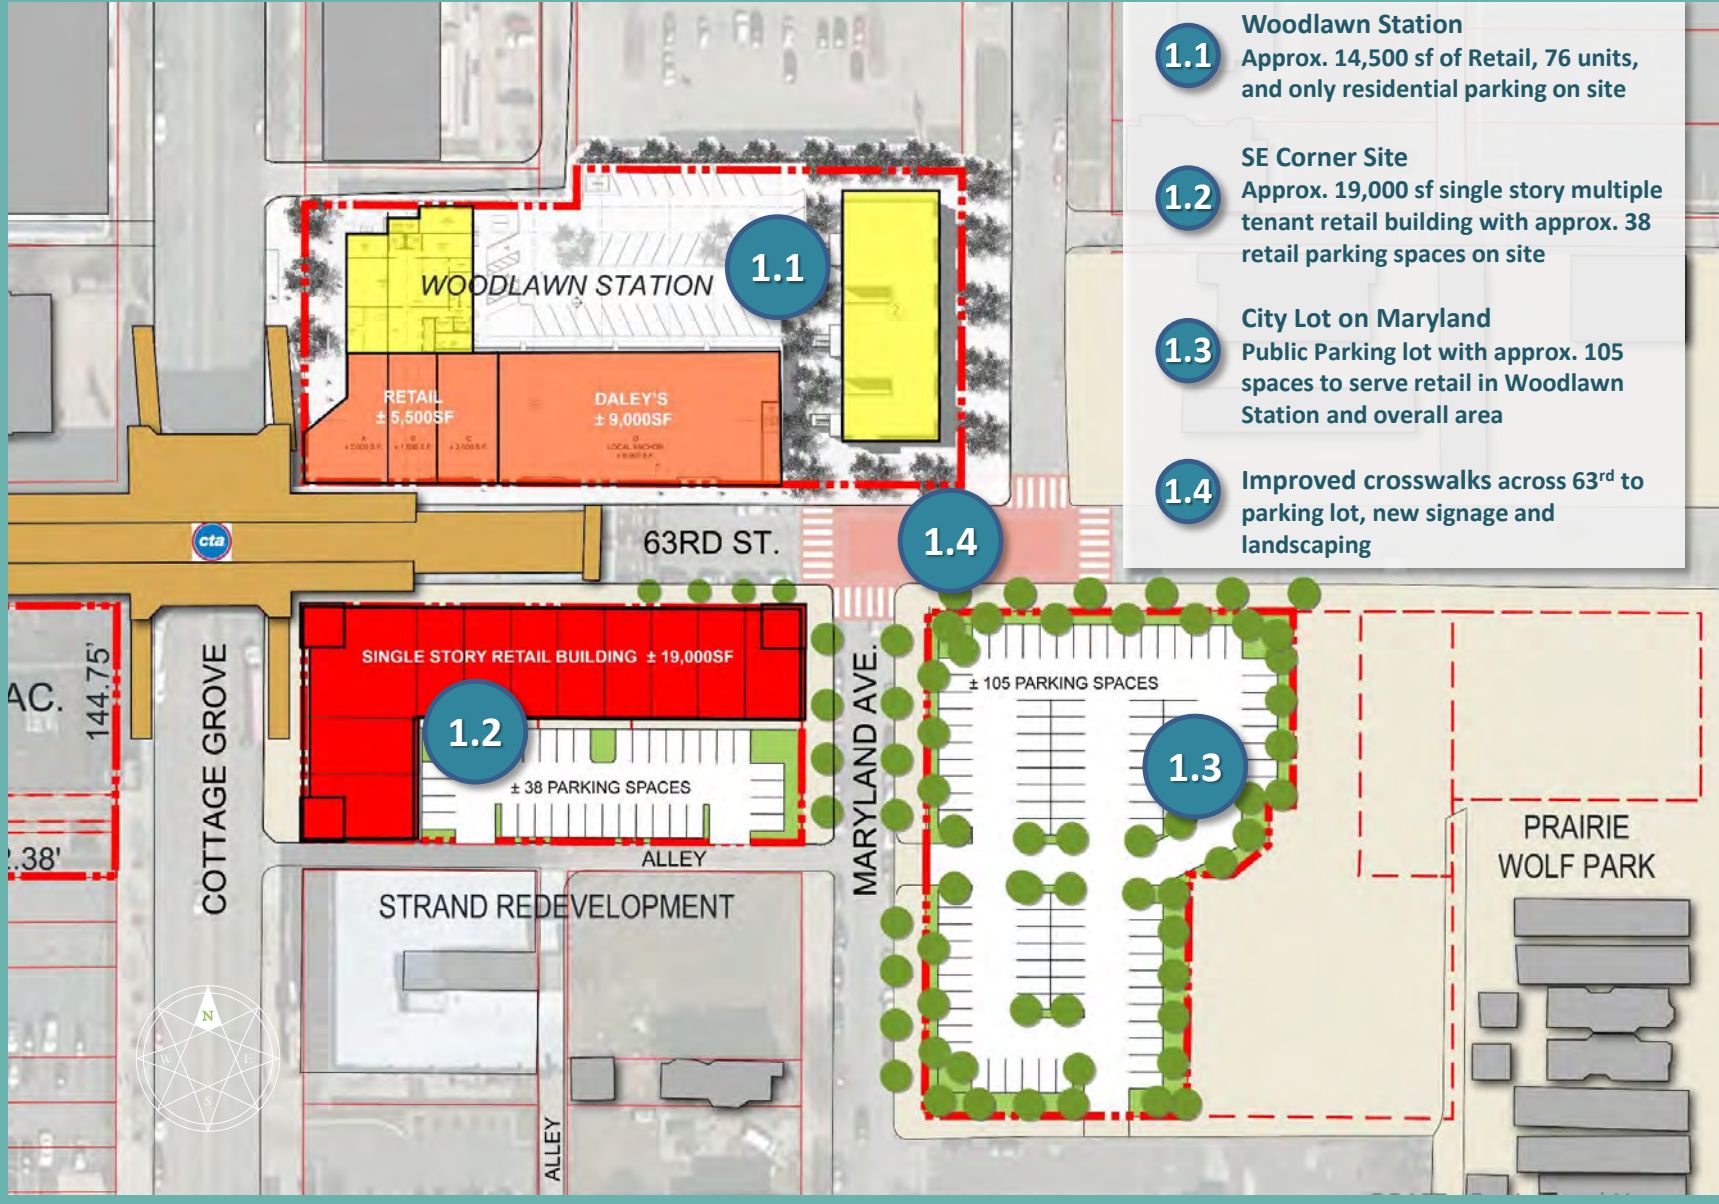 1.1
Woodlawn Station
Approx. 14,500 sf of Retail, 76 units,
and only residential parking on site
1.2
SE Corner Site
Approx. 19,000 sf single story multiple
tenant retail building with approx. 38
retail parking spaces on site
1.3
City Lot on Maryland
Public Parking lot with approx. 105
spaces to serve retail in Woodlawn
Station and overall area
1.4
Improved crosswalks across 63rd to
parking lot, new signage and
landscaping
WOODLAWN STATION
1.1
RETAIL
± 5,500SF
DALEY'S
± 9,000SF
A
B
C
D
LOCAL ANCHOR
cta
63RD ST.
1.4
SINGLE STORY RETAIL BUILDING ± 19,000SF
1.2
± 38 PARKING SPACES
ALLEY
± 105 PARKING SPACES
1.3
AC.
144.75'
2.38'
COTTAGE GROVE
MARYLAND AVE.
PRAIRIE
WOLF PARK
STRAND REDEVELOPMENT
ALLEY
N
W
E
S